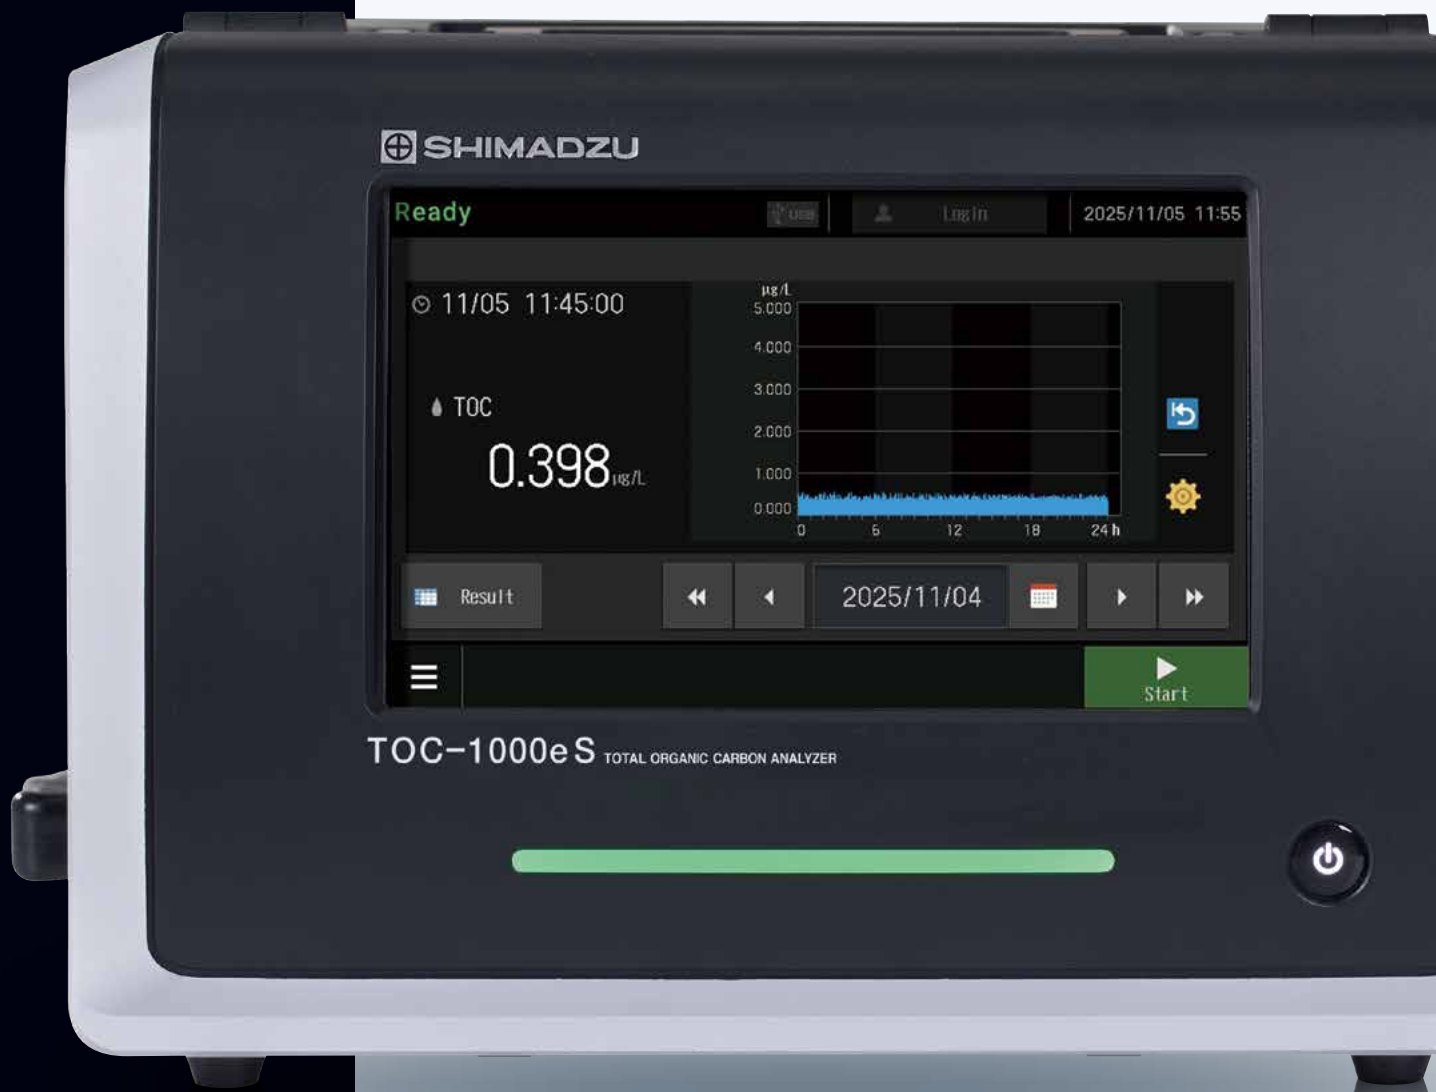 SHIMADZU
Ready USB Login 2025/11/05 11:55
11/05 11:45:00
TOC
0.398 µg/L
µg/L
5.000
4.000
3.000
2.000
1.000
0.000
0 6 12 18 24 h
Result 2025/11/04
Start
TOC-1000eS TOTAL ORGANIC CARBON ANALYZER